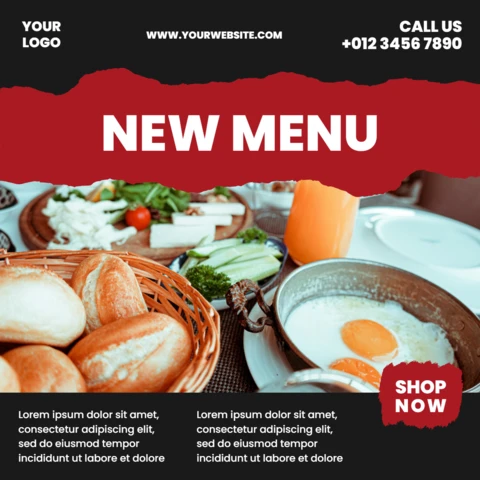 YOUR
LOGO
WWW.YOURWEBSITE.COM
CALL US
+012 3456 7890
NEW MENU
SHOP
NOW
Lorem ipsum dolor sit amet,
consectetur adipiscing elit,
sed do eiusmod tempor
incididunt ut labore et dolore
Lorem ipsum dolor sit amet,
consectetur adipiscing elit,
sed do eiusmod tempor
incididunt ut labore et dolore